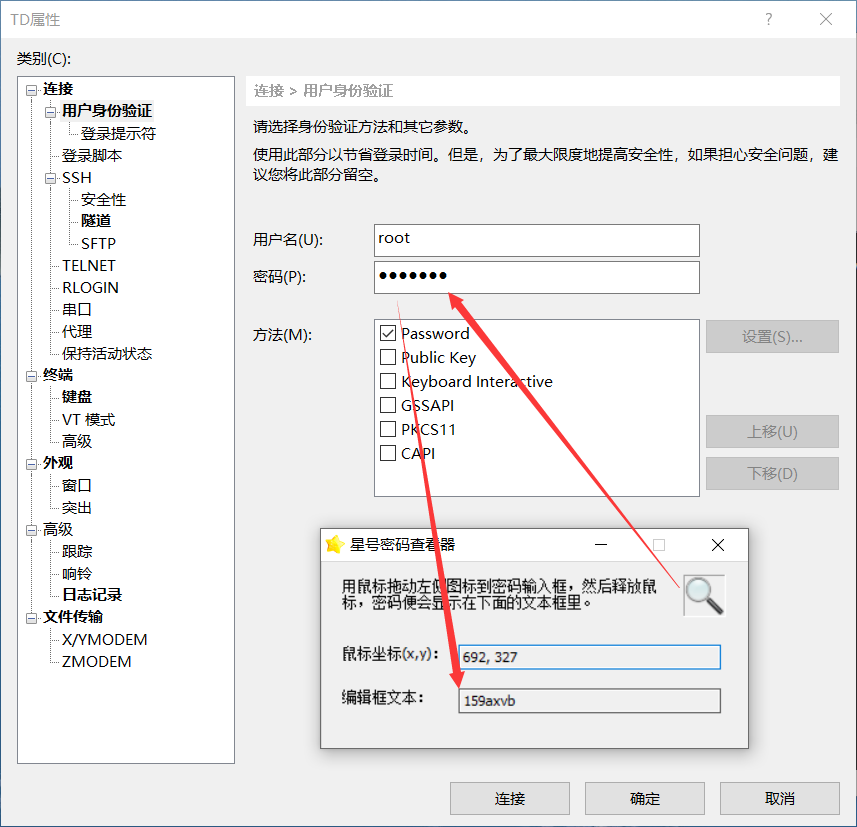 TD属性
类别(C):
连接
用户身份验证
登录提示符
登录脚本
SSH
安全性
隧道
SFTP
TELNET
RLOGIN
串口
代理
保持活动状态
终端
键盘
VT 模式
高级
外观
窗口
突出
高级
跟踪
响铃
日志记录
文件传输
X/YMODEM
ZMODEM
连接 > 用户身份验证
请选择身份验证方法和其它参数。
使用此部分以节省登录时间。但是，为了最大限度地提高安全性，如果担心安全问题，建
议您将此部分留空。
用户名(U): root
密码(P): ●●●●●●●
方法(M):
Password
Public Key
Keyboard Interactive
GSSAPI
PKCS11
CAPI
设置(S)...
上移(U)
下移(D)
星号密码查看器
用鼠标拖动左侧图标到密码输入框，然后释放鼠
标，密码便会显示在下面的文本框里。
鼠标坐标(x,y)： 692, 327
编辑框文本： 159axvb
连接
确定
取消